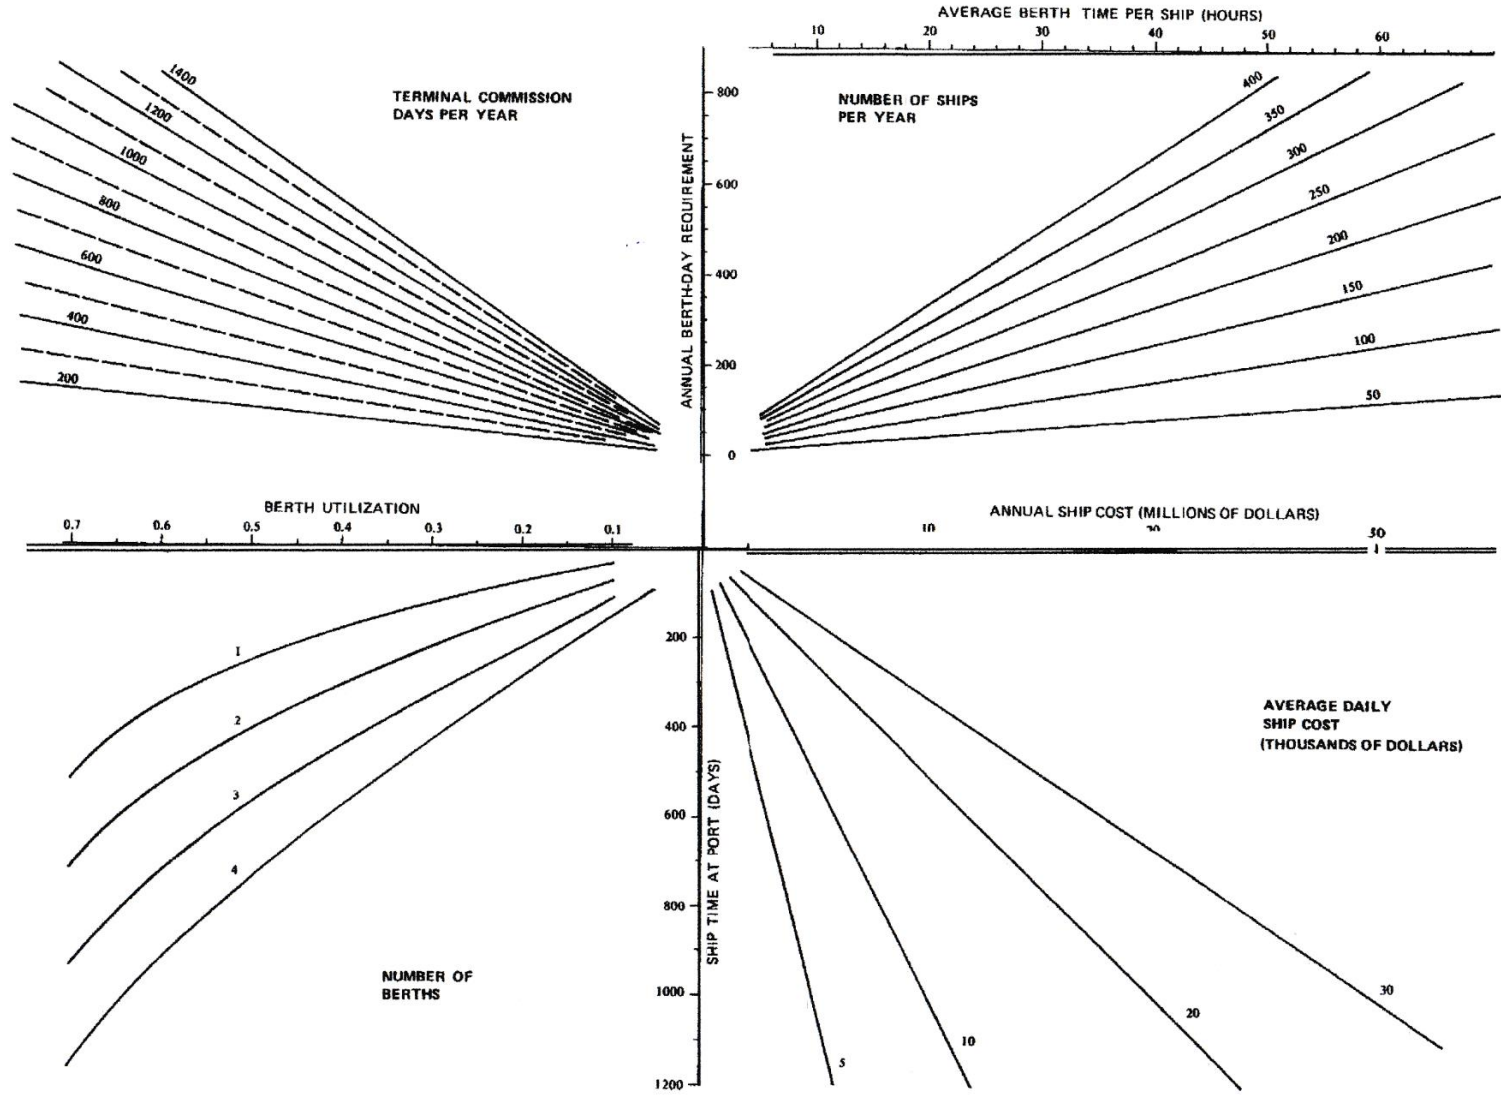 AVERAGE BERTH TIME PER SHIP (HOURS)
10 20 30 40 50 60
TERMINAL COMMISSION
DAYS PER YEAR
1400
1200
1000
800
600
400
200
ANNUAL BERTH-DAY REQUIREMENT
800
600
400
200
0
NUMBER OF SHIPS
PER YEAR
400
350
300
250
200
150
100
50
BERTH UTILIZATION
0.7 0.6 0.5 0.4 0.3 0.2 0.1
ANNUAL SHIP COST (MILLIONS OF DOLLARS)
10 20 30
1
2
3
4
NUMBER OF
BERTHS
SHIP TIME AT PORT (DAYS)
200
400
600
800
1000
1200
AVERAGE DAILY
SHIP COST
(THOUSANDS OF DOLLARS)
30
20
10
5